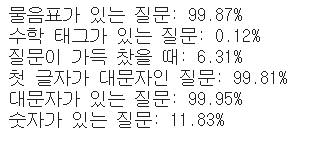 물음표가 있는 질문: 99.87%
수학 태그가 있는 질문: 0.12%
질문이 가득 찼을 때: 6.31%
첫 글자가 대문자인 질문: 99.81%
대문자가 있는 질문: 99.95%
숫자가 있는 질문: 11.83%